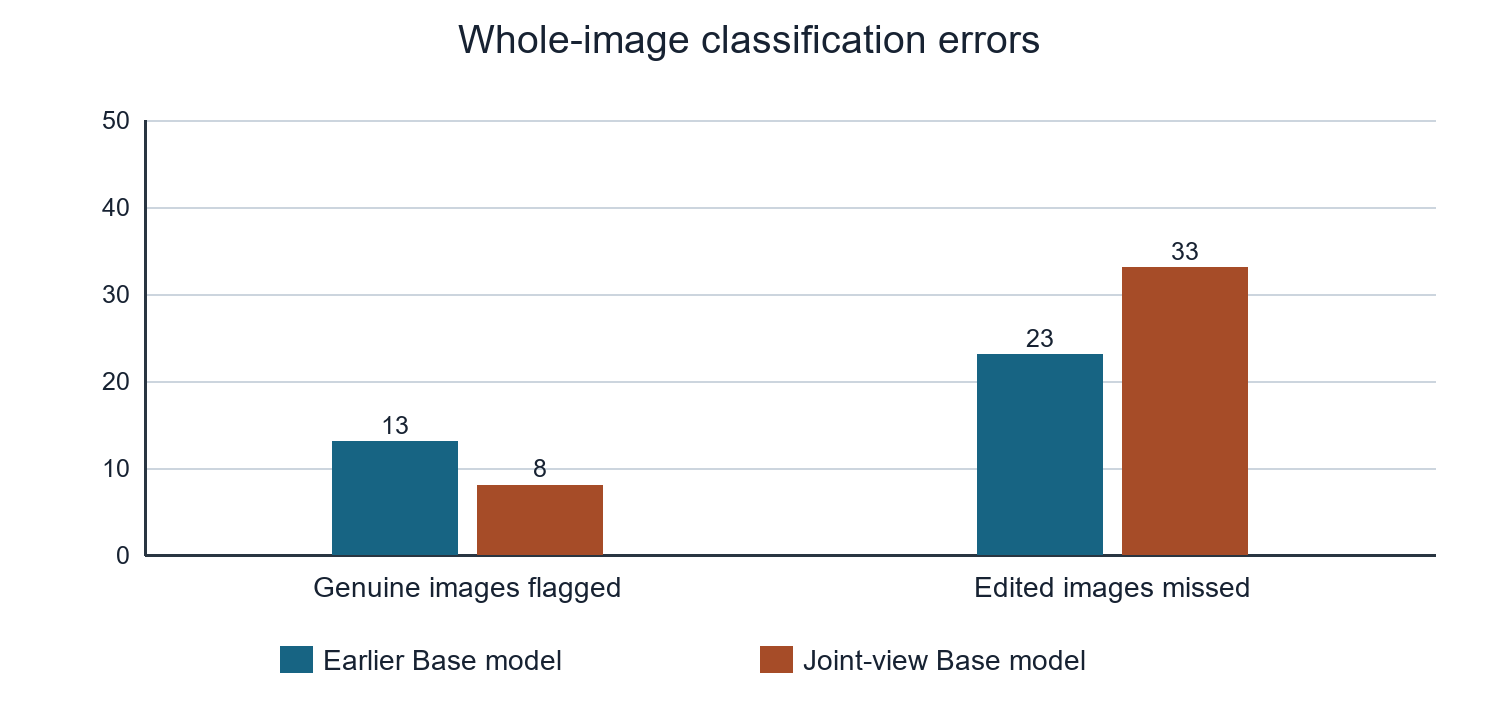 Whole-image classification errors
50
40
33
30
23
20
13
10
8
0
Genuine images flagged
Edited images missed
Earlier Base model
Joint-view Base model